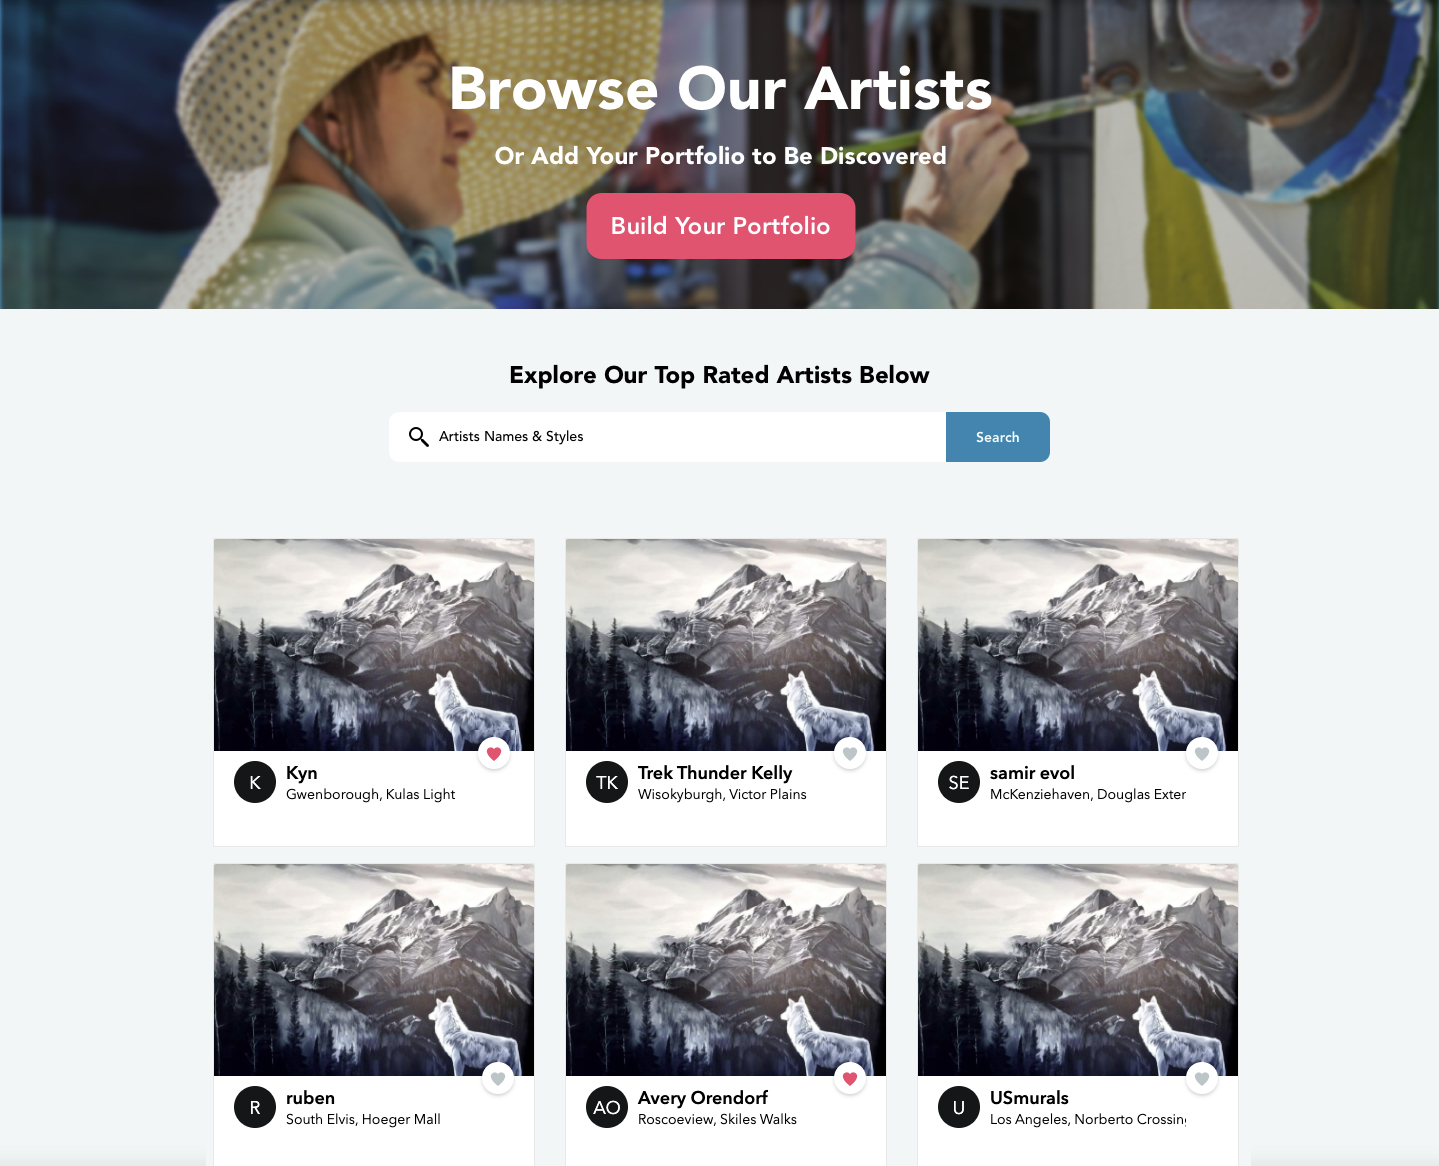 Browse Our Artists
Or Add Your Portfolio to Be Discovered
Build Your Portfolio
Explore Our Top Rated Artists Below
Artists Names & Styles
Search
K
Kyn
Gwenborough, Kulas Light
TK
Trek Thunder Kelly
Wisokyburgh, Victor Plains
SE
samir evol
McKenziehaven, Douglas Exter
R
ruben
South Elvis, Hoeger Mall
AO
Avery Orendorf
Roscoeview, Skiles Walks
U
USmurals
Los Angeles, Norberto Crossing